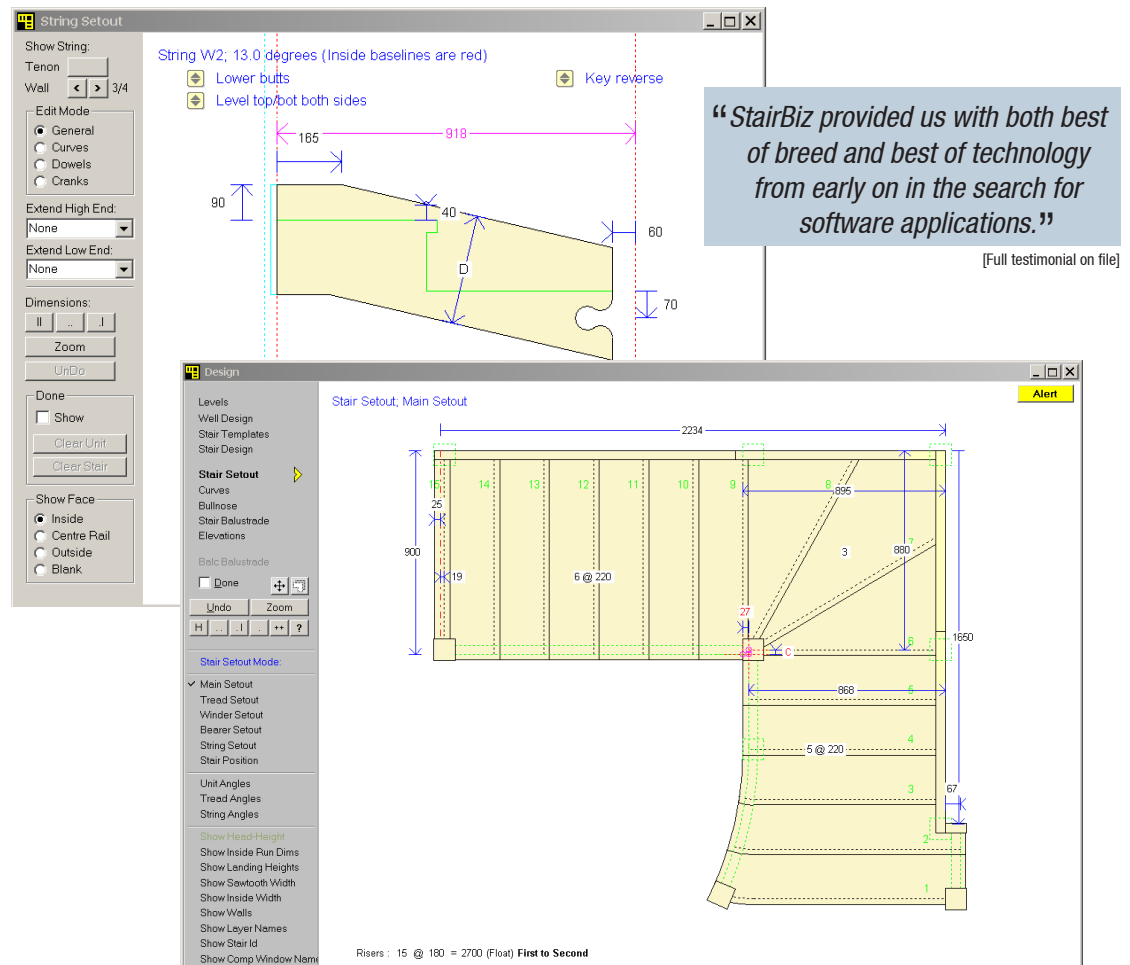 String Setout
Show String:
Tenon
Wall < > 3/4
Edit Mode
General
Curves
Dowels
Cranks
Extend High End:
None
Extend Low End:
None
Dimensions:
II .. .I
Zoom
UnDo
Done
Show
Clear Unit
Clear Stair
Show Face
Inside
Centre Rail
Outside
Blank
String W2; 13.0 degrees (Inside baselines are red)
Lower butts
Key reverse
Level top/bot both sides
918
165
90
40
60
D
70
“StairBiz provided us with both best
of breed and best of technology
from early on in the search for
software applications.”
[Full testimonial on file]
Design
Levels
Well Design
Stair Templates
Stair Design
Stair Setout
Curves
Bullnose
Stair Balustrade
Elevations
Balc Balustrade
Done
Undo Zoom
H .. .I . ++ ?
Stair Setout Mode:
✓ Main Setout
Tread Setout
Winder Setout
Bearer Setout
String Setout
Stair Position
Unit Angles
Tread Angles
String Angles
Show Head-Height
Show Inside Run Dims
Show Landing Heights
Show Sawtooth Width
Show Inside Width
Show Walls
Show Layer Names
Show Stair Id
Show Comp Window Name
Stair Setout; Main Setout
Alert
2234
15 14 13 12 11 10 9 8
25
895
900
7
3
880
19
6 @ 220
27
1650
6
C
868
5
4
5 @ 220
3
67
2
1
Risers : 15 @ 180 = 2700 (Float) First to Second